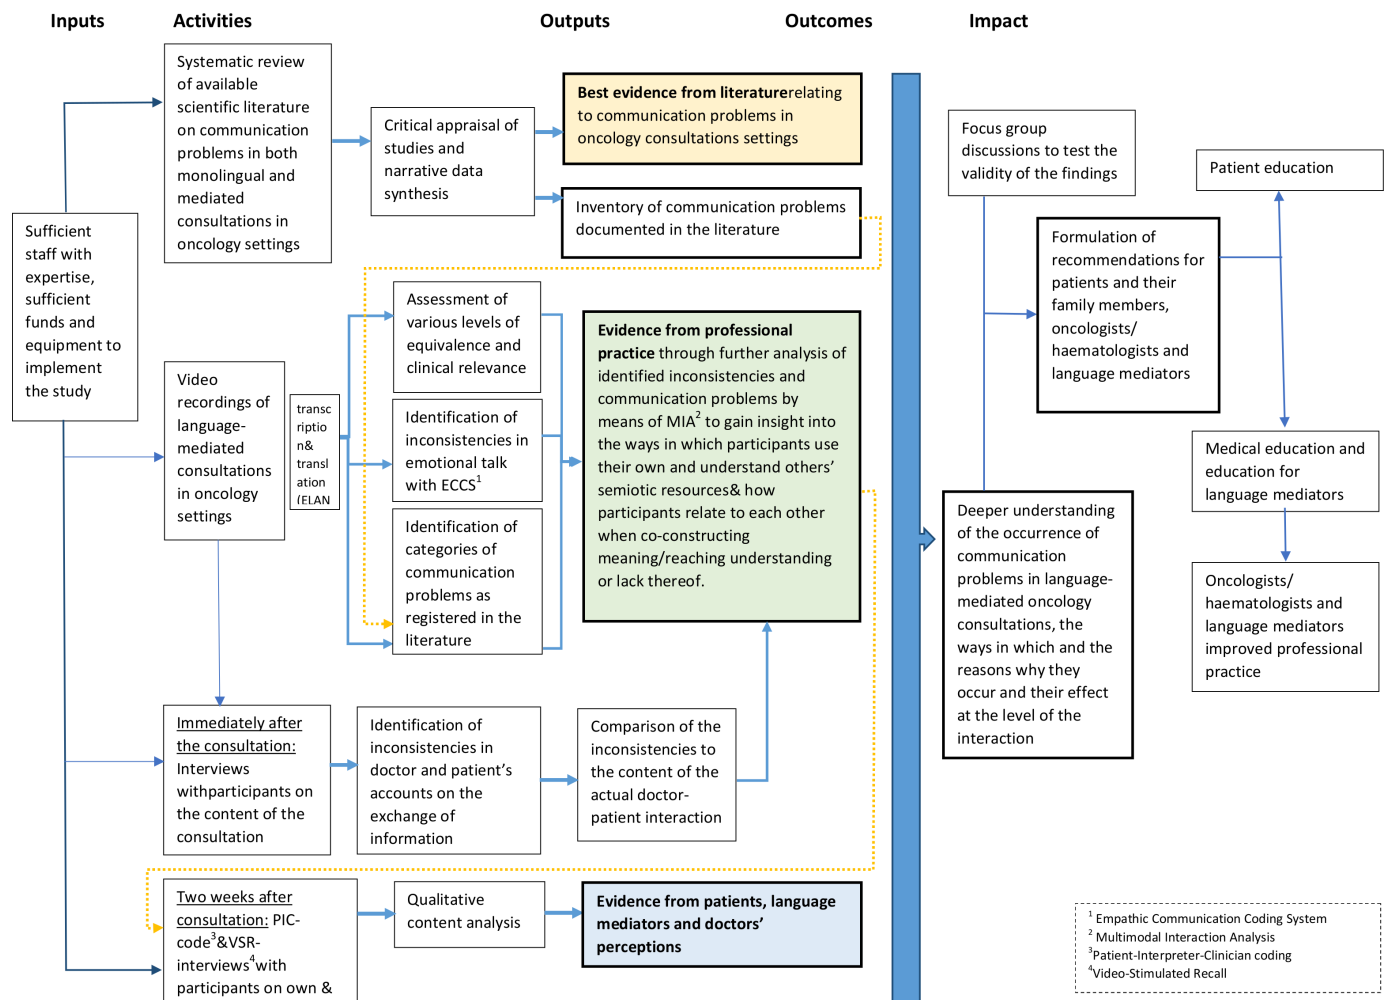 Inputs
Activities
Outputs
Outcomes
Impact
Systematic review
of available
scientific literature
on communication
problems in both
monolingual and
mediated
consultations in
oncology settings
Critical appraisal of
studies and
narrative data
synthesis
Best evidence from literaturerelating
to communication problems in
oncology consultations settings
Inventory of communication problems
documented in the literature
Sufficient
staff with
expertise,
sufficient
funds and
equipment to
implement
the study
Video
recordings of
language-
mediated
consultations
in oncology
settings
transc
riptio
n&
transl
ation
(ELAN
Assessment of
various levels of
equivalence and
clinical relevance
Identification of
inconsistencies in
emotional talk
with ECCS1
Identification of
categories of
communication
problems as
registered in the
literature
Evidence from professional
practice through further analysis of
identified inconsistencies and
communication problems by
means of MIA2 to gain insight into
the ways in which participants use
their own and understand others’
semiotic resources& how
participants relate to each other
when co-constructing
meaning/reaching understanding
or lack thereof.
Immediately after
the consultation:
Interviews
withparticipants on
the content of the
consultation
Identification of
inconsistencies in
doctor and patient’s
accounts on the
exchange of
information
Comparison of the
inconsistencies to
the content of the
actual doctor-
patient interaction
Two weeks after
consultation: PIC-
code3&VSR-
interviews4with
participants on own &
Qualitative
content analysis
Evidence from patients, language
mediators and doctors’
perceptions
Focus group
discussions to test the
validity of the findings
Formulation of
recommendations for
patients and their
family members,
oncologists/
haematologists and
language mediators
Deeper understanding
of the occurrence of
communication
problems in language-
mediated oncology
consultations, the
ways in which and the
reasons why they
occur and their effect
at the level of the
interaction
Patient education
Medical education and
education for
language mediators
Oncologists/
haematologists and
language mediators
improved professional
practice
1 Empathic Communication Coding System
2 Multimodal Interaction Analysis
3Patient-Interpreter-Clinician coding
4Video-Stimulated Recall